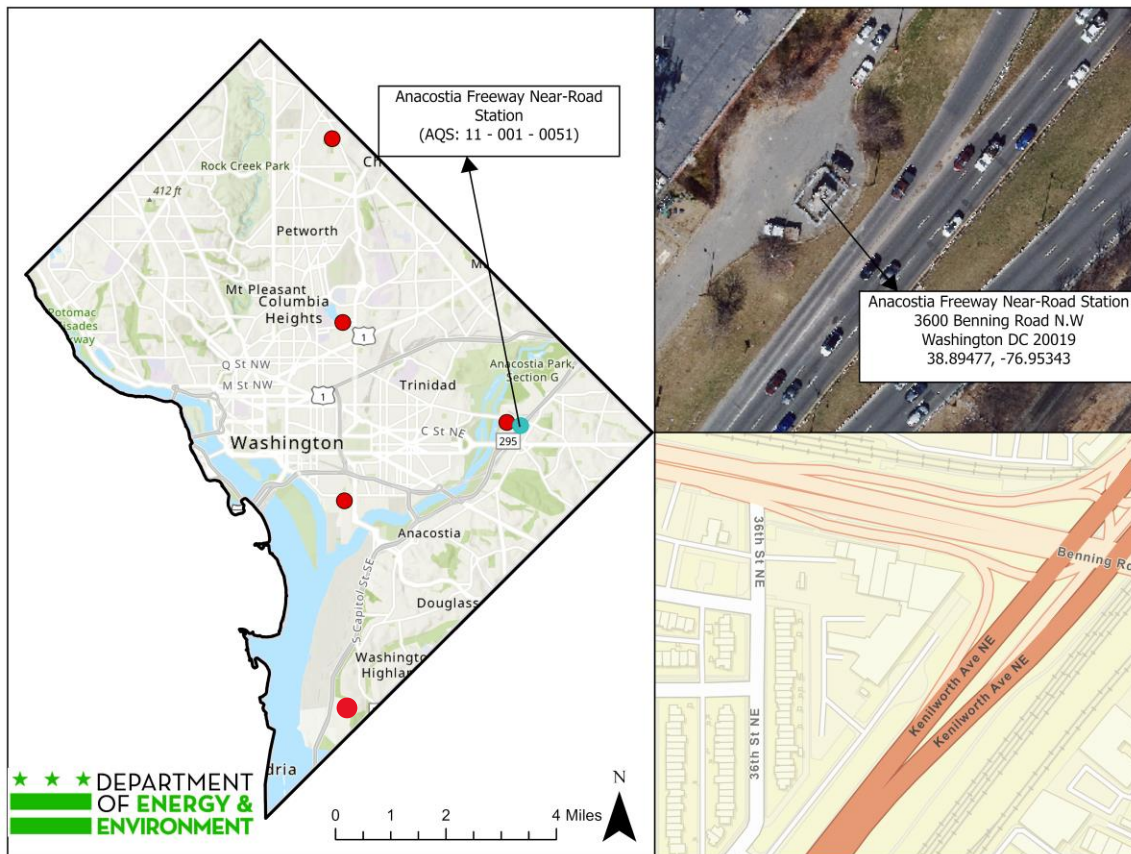 Anacostia Freeway Near-Road
Station
(AQS: 11 - 001 - 0051)
Rock Creek Park
412 ft
Petworth
Mt Pleasant
Columbia
Heights
1
Q St NW
M St NW
1
Trinidad
Anacostia Park,
Section G
C St NE
295
Washington
Anacostia
S Capitol St SE
Douglass
Washington
Highla
dria
★ ★ ★ DEPARTMENT
OF ENERGY &
ENVIRONMENT
0 2 4 Miles
N
Anacostia Freeway Near-Road Station
3600 Benning Road N.W
Washington DC 20019
38.89477, -76.95343
36th St NE
36th St NE
Benning Ro
Kenilworth Ave NE
Kenilworth Ave NE